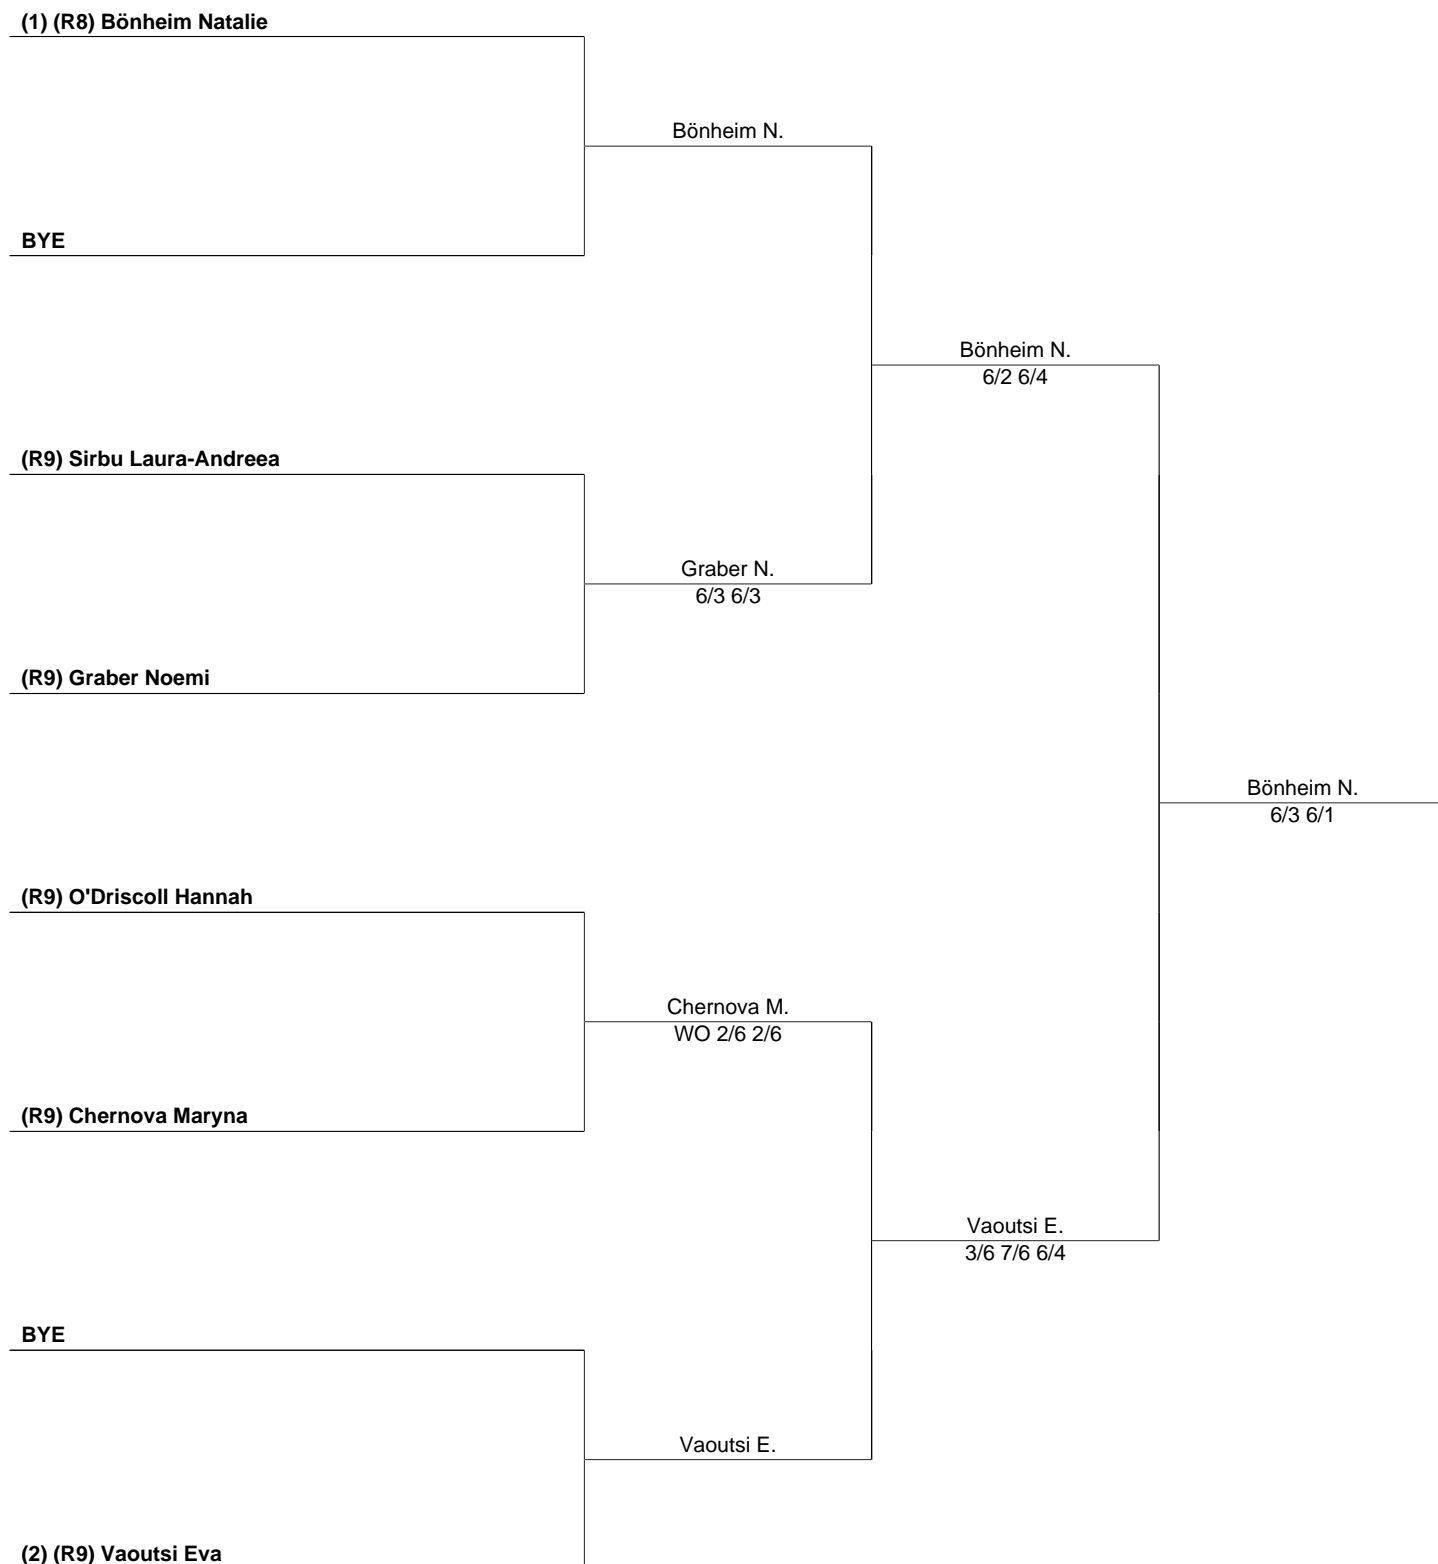 (1) (R8) Bönheim Natalie
Bönheim N.
BYE
Bönheim N.
6/2 6/4
(R9) Sirbu Laura-Andreea
Graber N.
6/3 6/3
(R9) Graber Noemi
Bönheim N.
6/3 6/1
(R9) O'Driscoll Hannah
Chernova M.
WO 2/6 2/6
(R9) Chernova Maryna
Vaoutsi E.
3/6 7/6 6/4
BYE
Vaoutsi E.
(2) (R9) Vaoutsi Eva